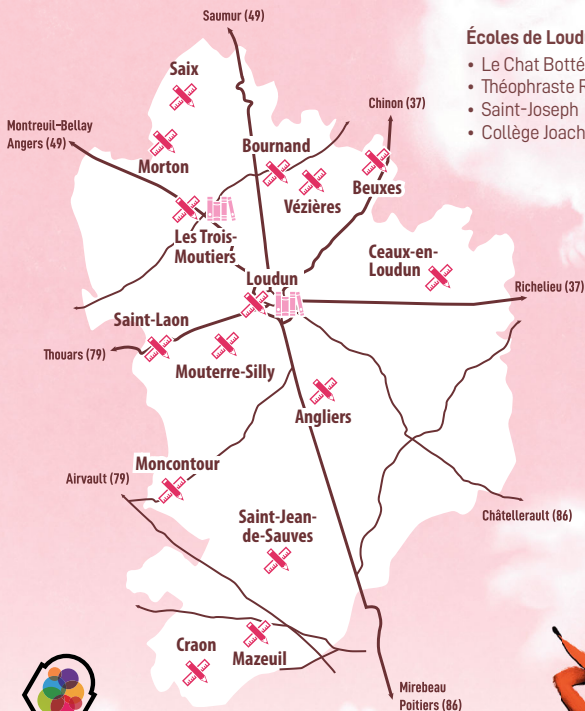 Saumur (49)
Écoles de Loudu
• Le Chat Botté
• Théophraste R
• Saint-Joseph
• Collège Joach
Saix
Chinon (37)
Montreuil-Bellay
Angers (49)
Morton
Bournand
Beuxes
Vézières
Les Trois-
Moutiers
Ceaux-en-
Loudun
Loudun
Richelieu (37)
Saint-Laon
Thouars (79)
Mouterre-Silly
Angliers
Moncontour
Airvault (79)
Châtellerault (86)
Saint-Jean-
de-Sauves
Craon
Mazeuil
Mirebeau
Poitiers (86)